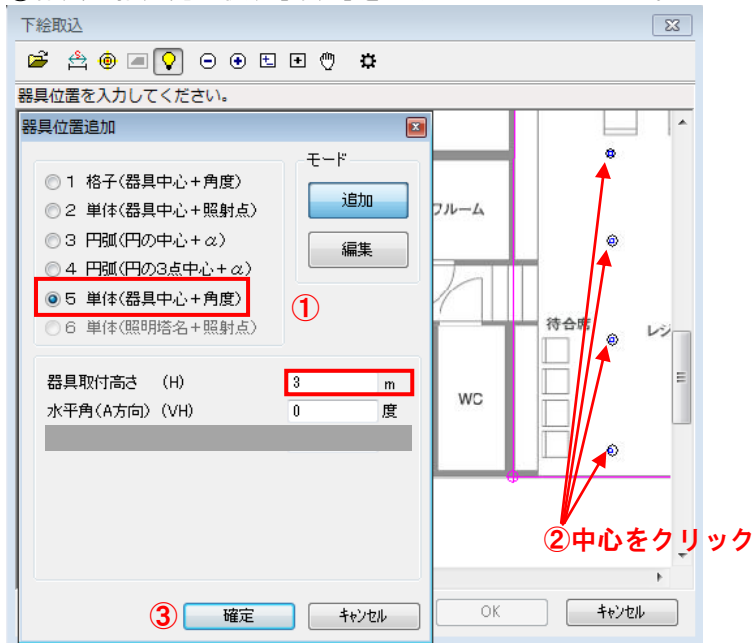 下絵取込
器具位置を入力してください。
器具位置追加
1 格子(器具中心+角度)
2 単体(器具中心+照射点)
3 円弧(円の中心+α)
4 円弧(円の3点中心+α)
5 単体(器具中心+角度)
6 単体(照明塔名+照射点)
モード
追加
編集
①
器具取付高さ (H) 3 m
水平角(A方向) (VH) 0 度
フルーム
待合席
レジ
WC
②中心をクリック
③
確定
キャンセル
OK
キャンセル